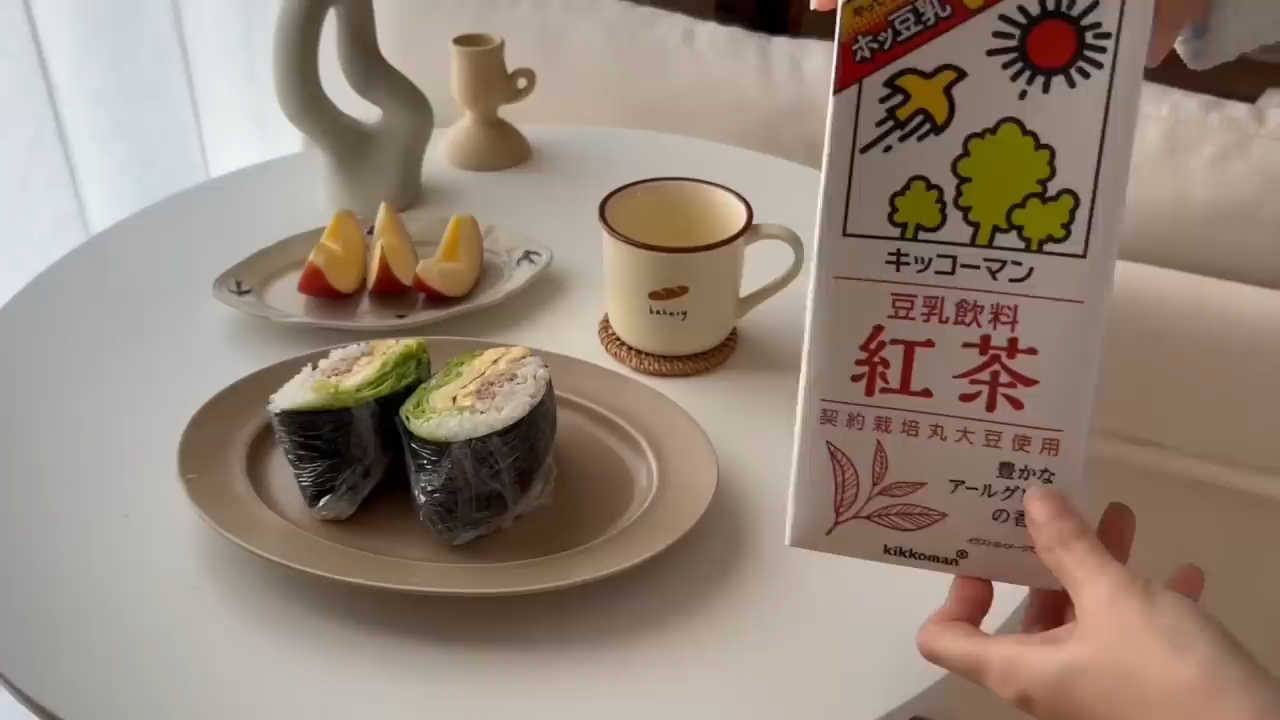 ホッ豆乳
キッコーマン
豆乳飲料
紅茶
契約栽培丸大豆使用
豊かな
アールグ
の香
kikkoman®
bakery